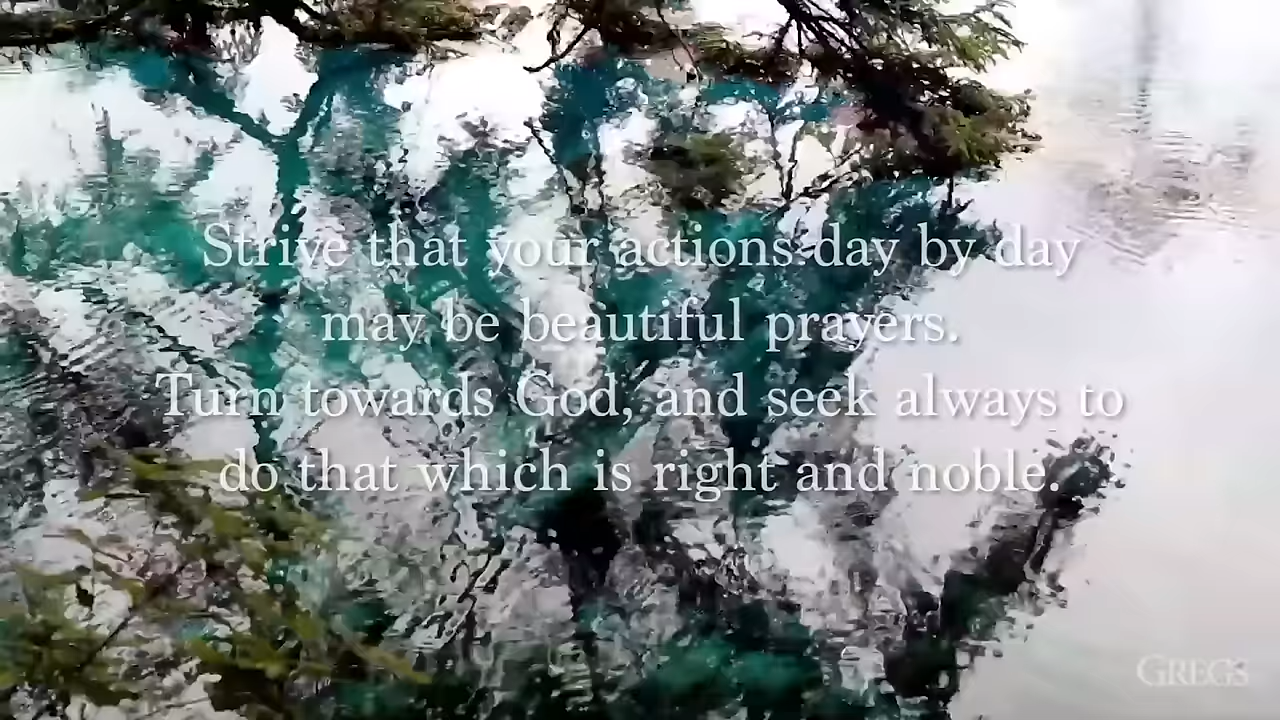 Strive that your actions day by day
may be beautiful prayers.
Turn towards God, and seek always to
do that which is right and noble.
GREGS